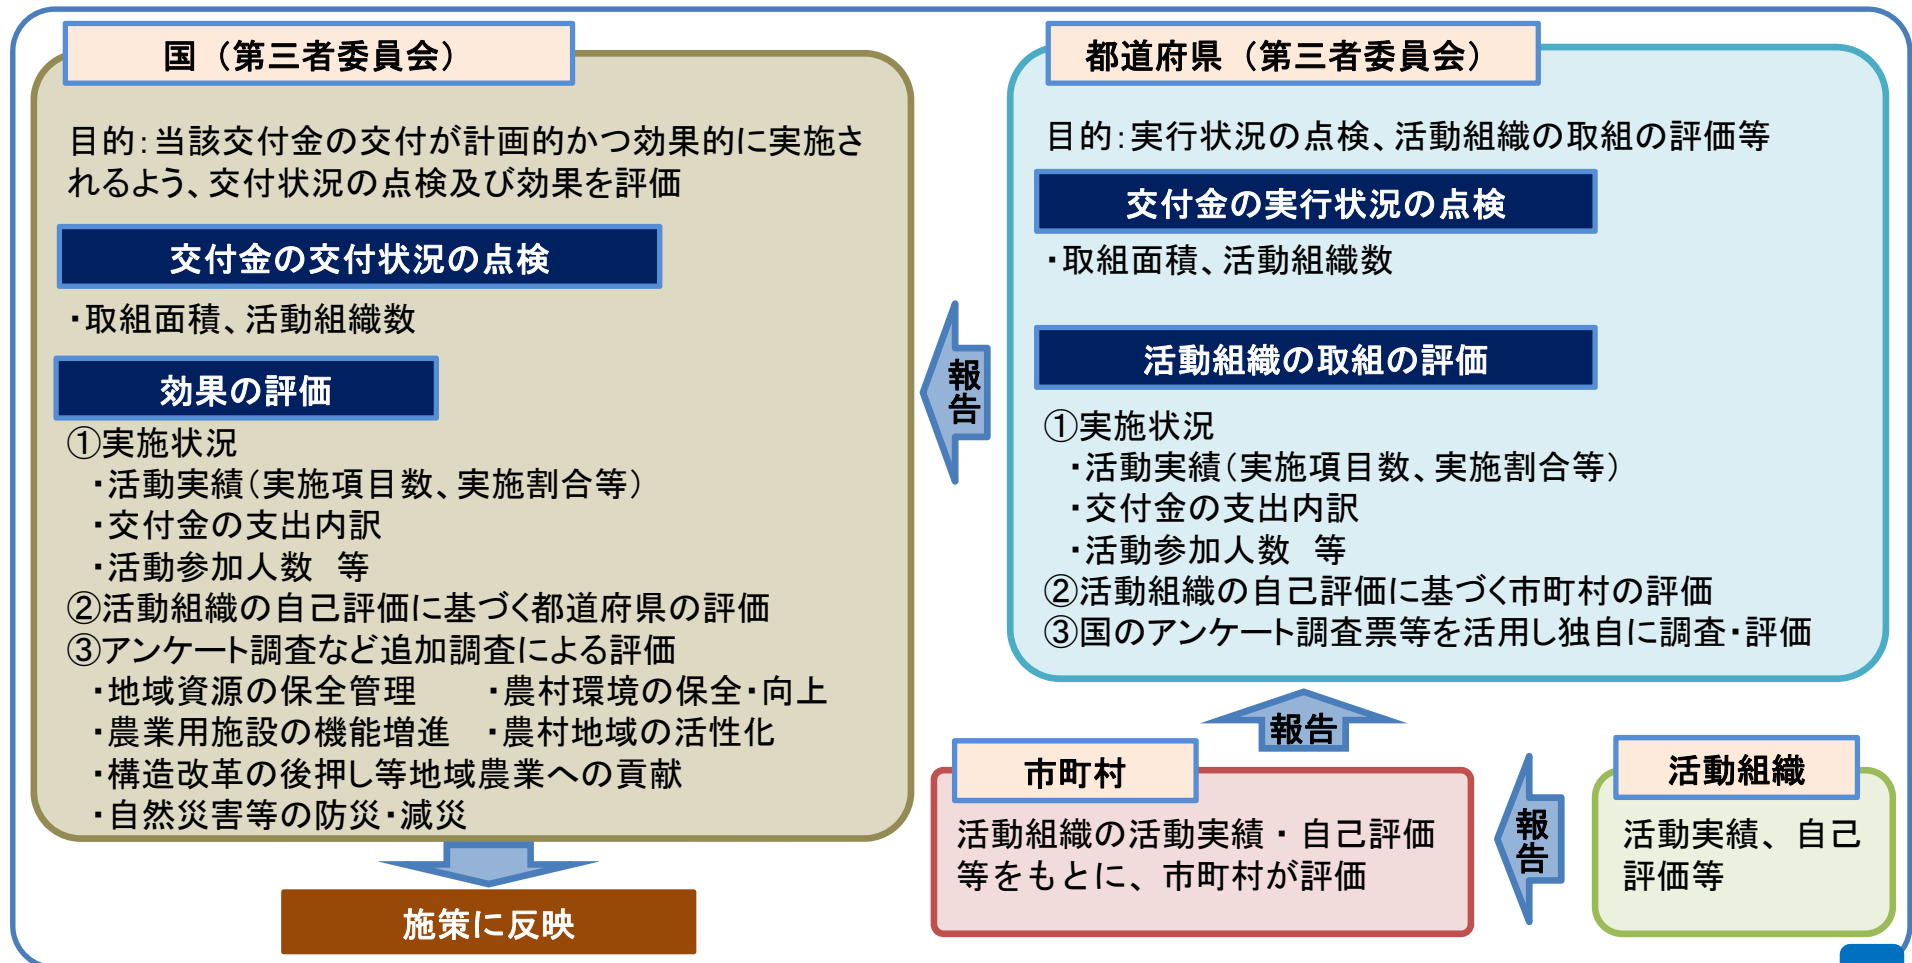 国（第三者委員会）
目的：当該交付金の交付が計画的かつ効果的に実施さ
れるよう、交付状況の点検及び効果を評価
交付金の交付状況の点検
・取組面積、活動組織数
効果の評価
①実施状況
・活動実績（実施項目数、実施割合等）
・交付金の支出内訳
・活動参加人数　等
②活動組織の自己評価に基づく都道府県の評価
③アンケート調査など追加調査による評価
・地域資源の保全管理　・農村環境の保全・向上
・農業用施設の機能増進　・農村地域の活性化
・構造改革の後押し等地域農業への貢献
・自然災害等の防災・減災
施策に反映
報告
都道府県（第三者委員会）
目的：実行状況の点検、活動組織の取組の評価等
交付金の実行状況の点検
・取組面積、活動組織数
活動組織の取組の評価
①実施状況
・活動実績（実施項目数、実施割合等）
・交付金の支出内訳
・活動参加人数　等
②活動組織の自己評価に基づく市町村の評価
③国のアンケート調査票等を活用し独自に調査・評価
報告
市町村
活動組織の活動実績・自己評価
等をもとに、市町村が評価
報告
活動組織
活動実績、自己
評価等